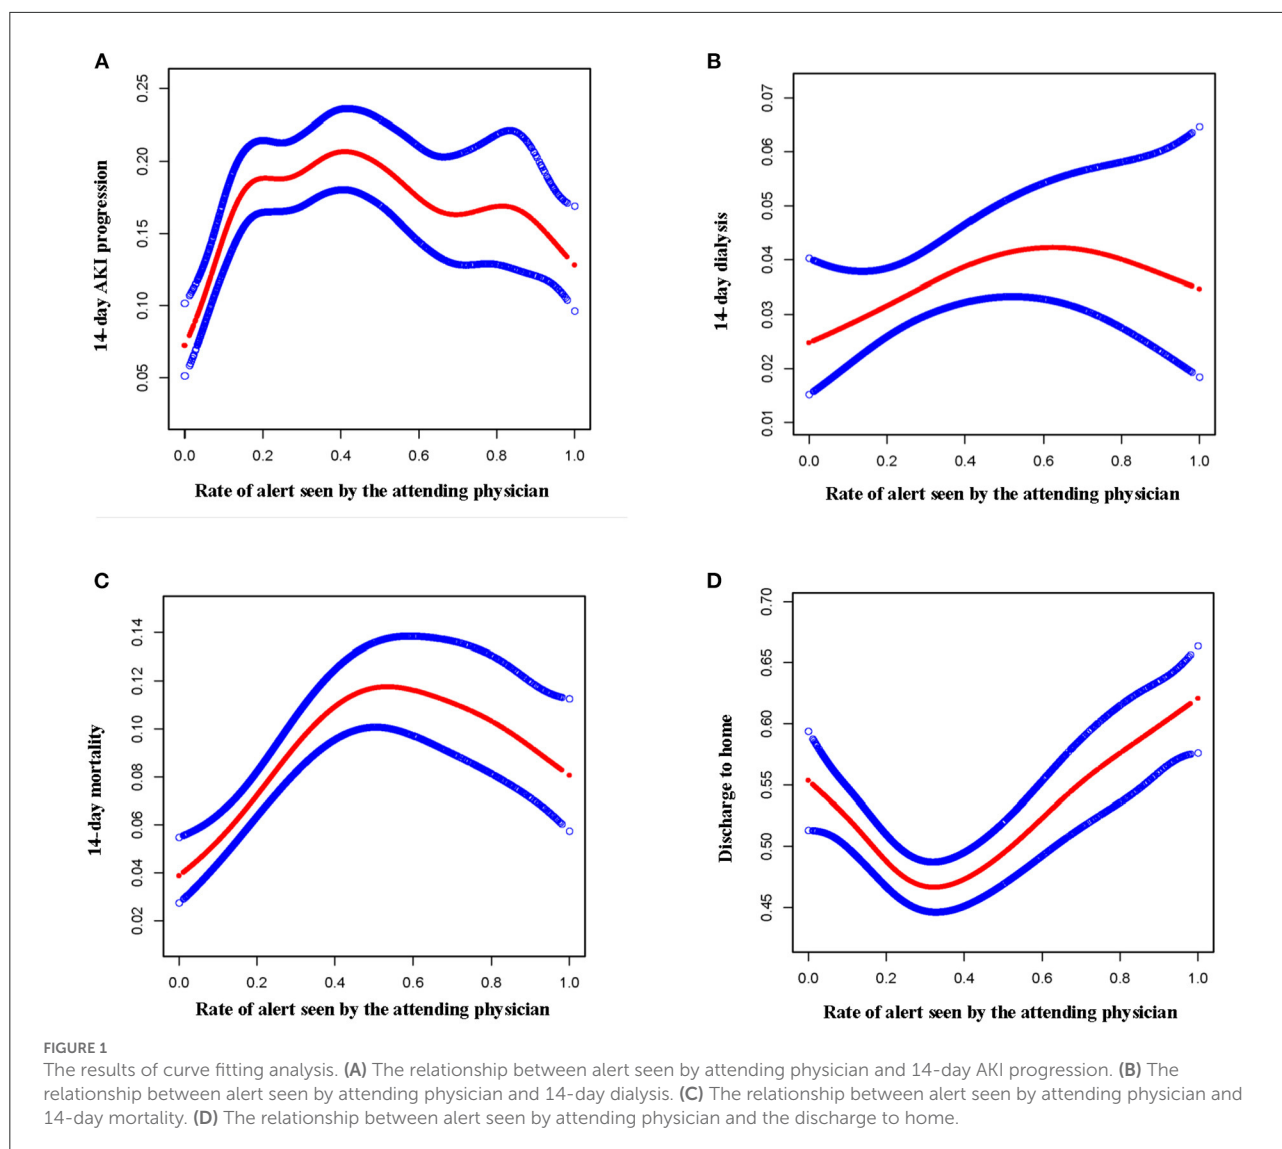 A
0.25
0.20
0.15
0.10
0.05
14-day AKI progression
0.0 0.2 0.4 0.6 0.8 1.0
Rate of alert seen by the attending physician
B
0.07
0.06
0.05
0.04
0.03
0.02
0.01
14-day dialysis
0.0 0.2 0.4 0.6 0.8 1.0
Rate of alert seen by the attending physician
C
0.14
0.12
0.10
0.08
0.06
0.04
0.02
14-day mortality
0.0 0.2 0.4 0.6 0.8 1.0
Rate of alert seen by the attending physician
D
0.70
0.65
0.60
0.55
0.50
0.45
Discharge to home
0.0 0.2 0.4 0.6 0.8 1.0
Rate of alert seen by the attending physician
FIGURE 1
The results of curve fitting analysis. (A) The relationship between alert seen by attending physician and 14-day AKI progression. (B) The
relationship between alert seen by attending physician and 14-day dialysis. (C) The relationship between alert seen by attending physician and
14-day mortality. (D) The relationship between alert seen by attending physician and the discharge to home.